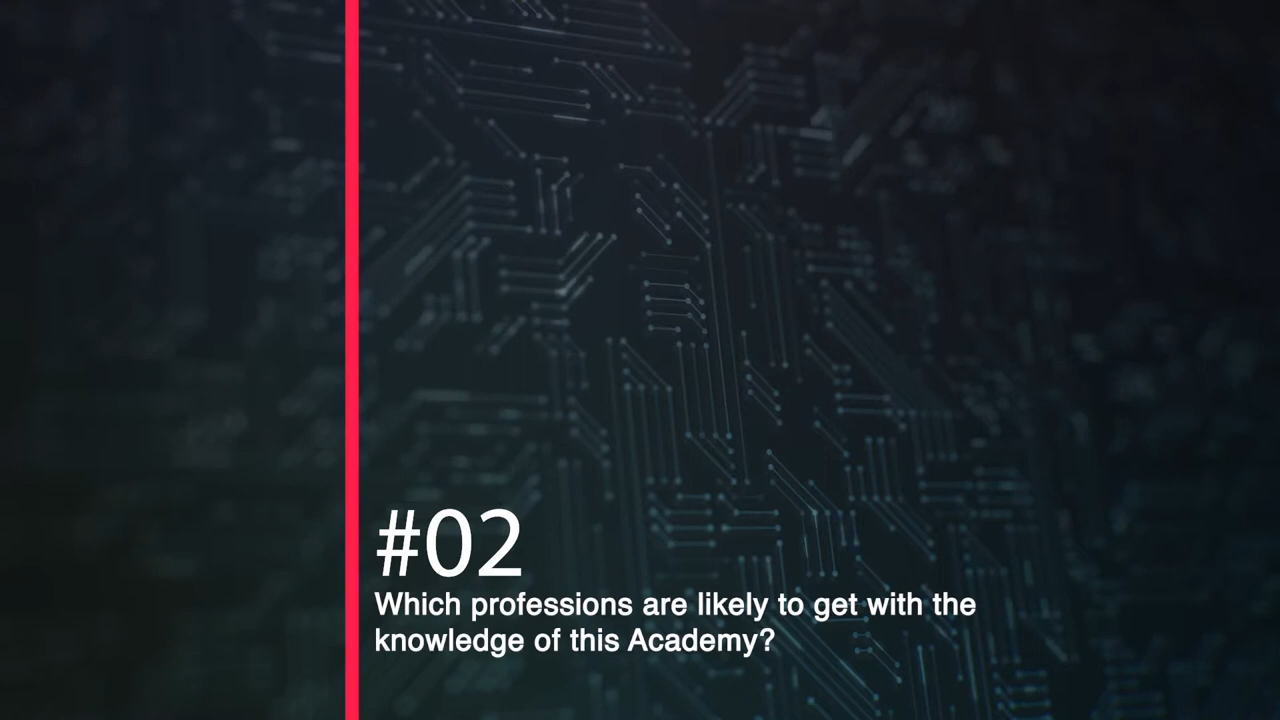 #02
Which professions are likely to get with the
knowledge of this Academy?